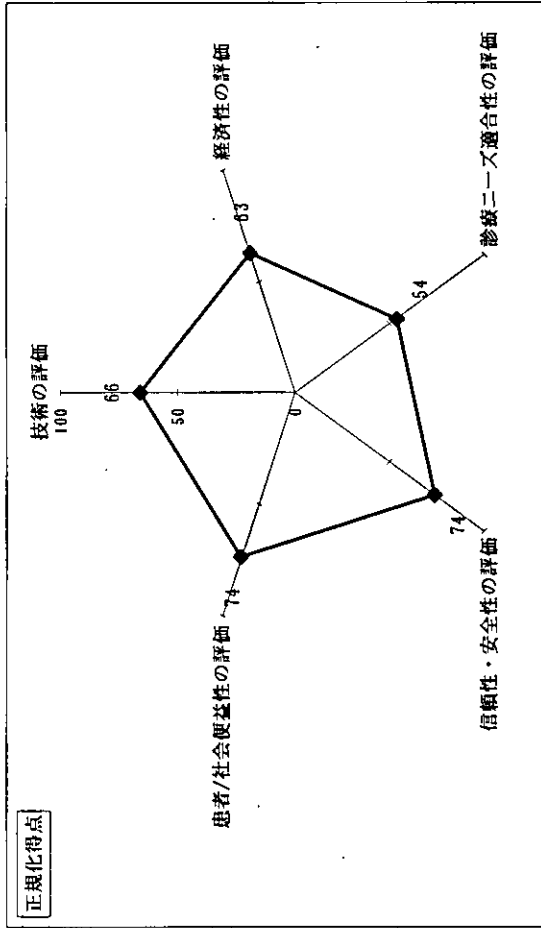 正規化得点
技術の評価
100
66
50
0
経済性の評価
63
診療ニーズ適合性の評価
54
信頼性・安全性の評価
74
患者/社会便益性の評価
74